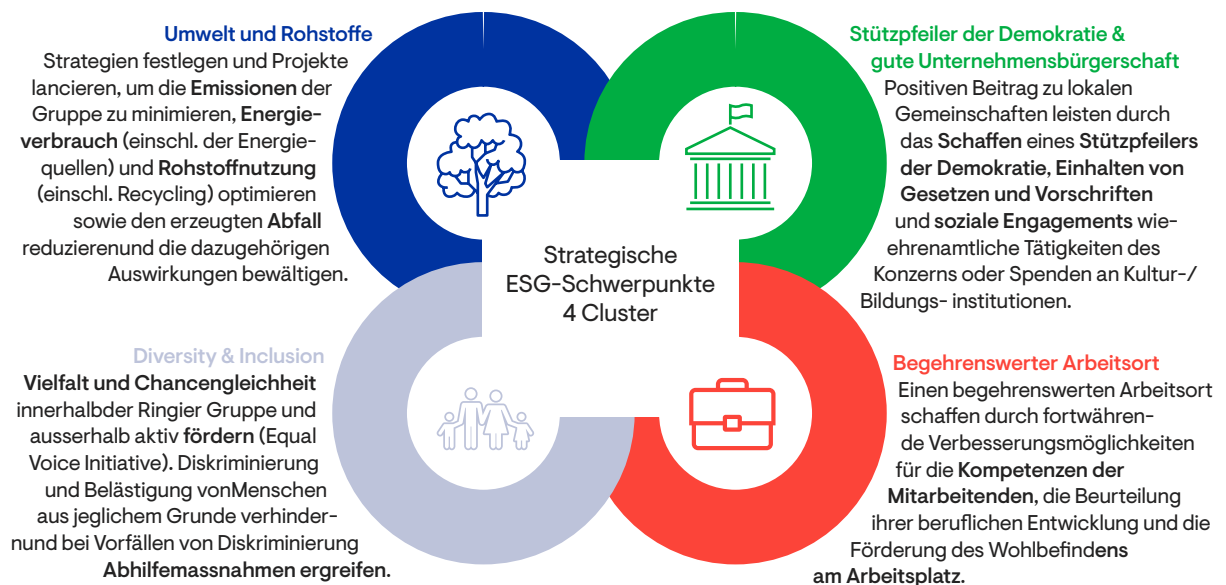 Umwelt und Rohstoffe
Strategien festlegen und Projekte
lancieren, um die Emissionen der
Gruppe zu minimieren, Energie-
verbrauch (einschl. der Energie-
quellen) und Rohstoffnutzung
(einschl. Recycling) optimieren
sowie den erzeugten Abfall
reduzierenund die dazugehörigen
Auswirkungen bewältigen.
Stützpfeiler der Demokratie &
gute Unternehmensbürgerschaft
Positiven Beitrag zu lokalen
Gemeinschaften leisten durch
das Schaffen eines Stützpfeilers
der Demokratie, Einhalten von
Gesetzen und Vorschriften
und soziale Engagements wie-
ehrenamtliche Tätigkeiten des
Konzerns oder Spenden an Kultur-/
Bildungs- institutionen.
Strategische
ESG-Schwerpunkte
4 Cluster
Diversity & Inclusion
Vielfalt und Chancengleichheit
innerhalbder Ringier Gruppe und
ausserhalb aktiv fördern (Equal
Voice Initiative). Diskriminierung
und Belästigung vonMenschen
aus jeglichem Grunde verhinder-
nund bei Vorfällen von Diskriminierung
Abhilfemassnahmen ergreifen.
Begehrenswerter Arbeitsort
Einen begehrenswerten Arbeitsort
schaffen durch fortwähren-
de Verbesserungsmöglichkeiten
für die Kompetenzen der
Mitarbeitenden, die Beurteilung
ihrer beruflichen Entwicklung und die
Förderung des Wohlbefindens
am Arbeitsplatz.